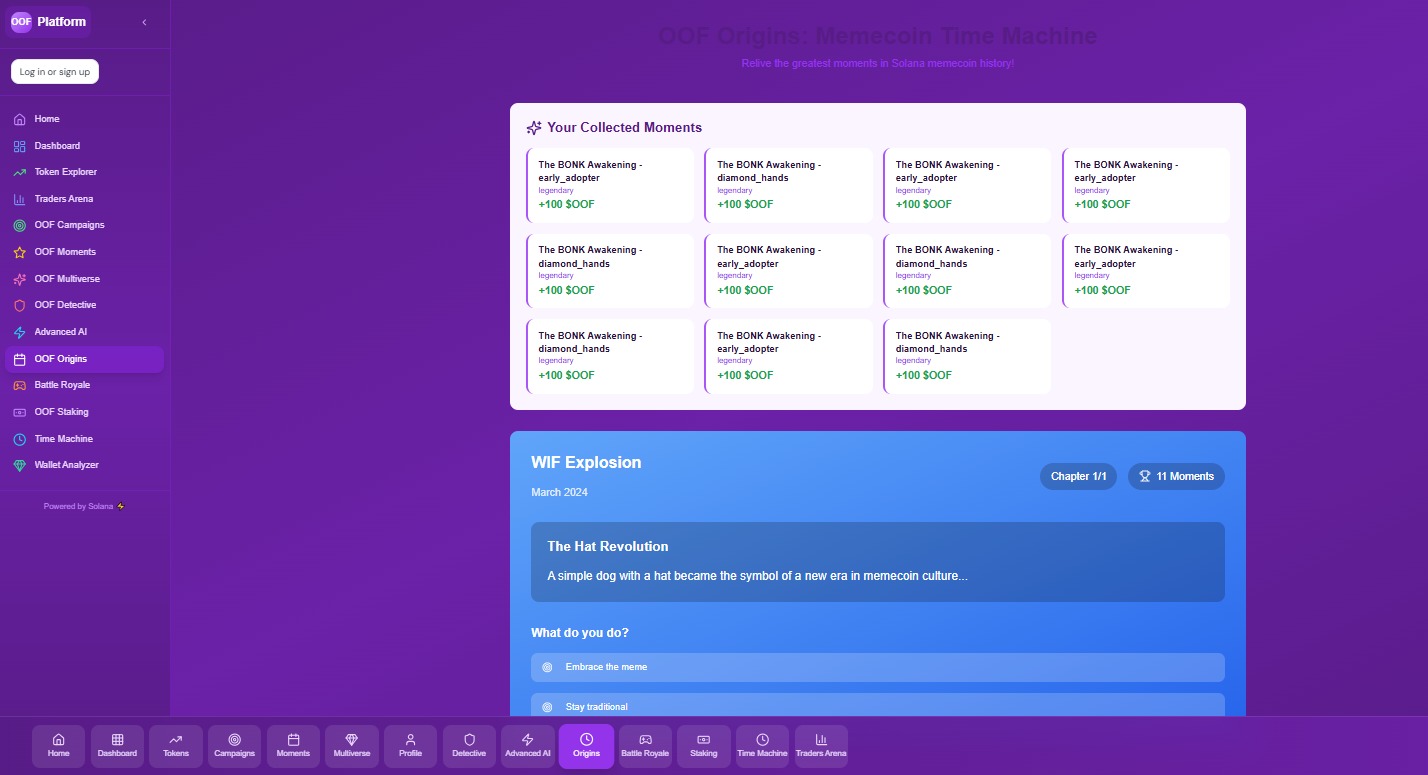 OOF Platform
Log in or sign up
Home
Dashboard
Token Explorer
Traders Arena
OOF Campaigns
OOF Moments
OOF Multiverse
OOF Detective
Advanced AI
OOF Origins
Battle Royale
OOF Staking
Time Machine
Wallet Analyzer
Powered by Solana ⚡
OOF Origins: Memecoin Time Machine
Relive the greatest moments in Solana memecoin history!
Your Collected Moments
The BONK Awakening -
early_adopter
legendary
+100 $OOF
The BONK Awakening -
diamond_hands
legendary
+100 $OOF
The BONK Awakening -
early_adopter
legendary
+100 $OOF
The BONK Awakening -
early_adopter
legendary
+100 $OOF
The BONK Awakening -
diamond_hands
legendary
+100 $OOF
The BONK Awakening -
early_adopter
legendary
+100 $OOF
The BONK Awakening -
diamond_hands
legendary
+100 $OOF
The BONK Awakening -
early_adopter
legendary
+100 $OOF
The BONK Awakening -
diamond_hands
legendary
+100 $OOF
The BONK Awakening -
early_adopter
legendary
+100 $OOF
The BONK Awakening -
diamond_hands
legendary
+100 $OOF
WIF Explosion
March 2024
Chapter 1/1
11 Moments
The Hat Revolution
A simple dog with a hat became the symbol of a new era in memecoin culture...
What do you do?
Embrace the meme
Stay traditional
Home
Dashboard
Tokens
Campaigns
Moments
Multiverse
Profile
Detective
Advanced AI
Origins
Battle Royale
Staking
Time Machine
Traders Arena